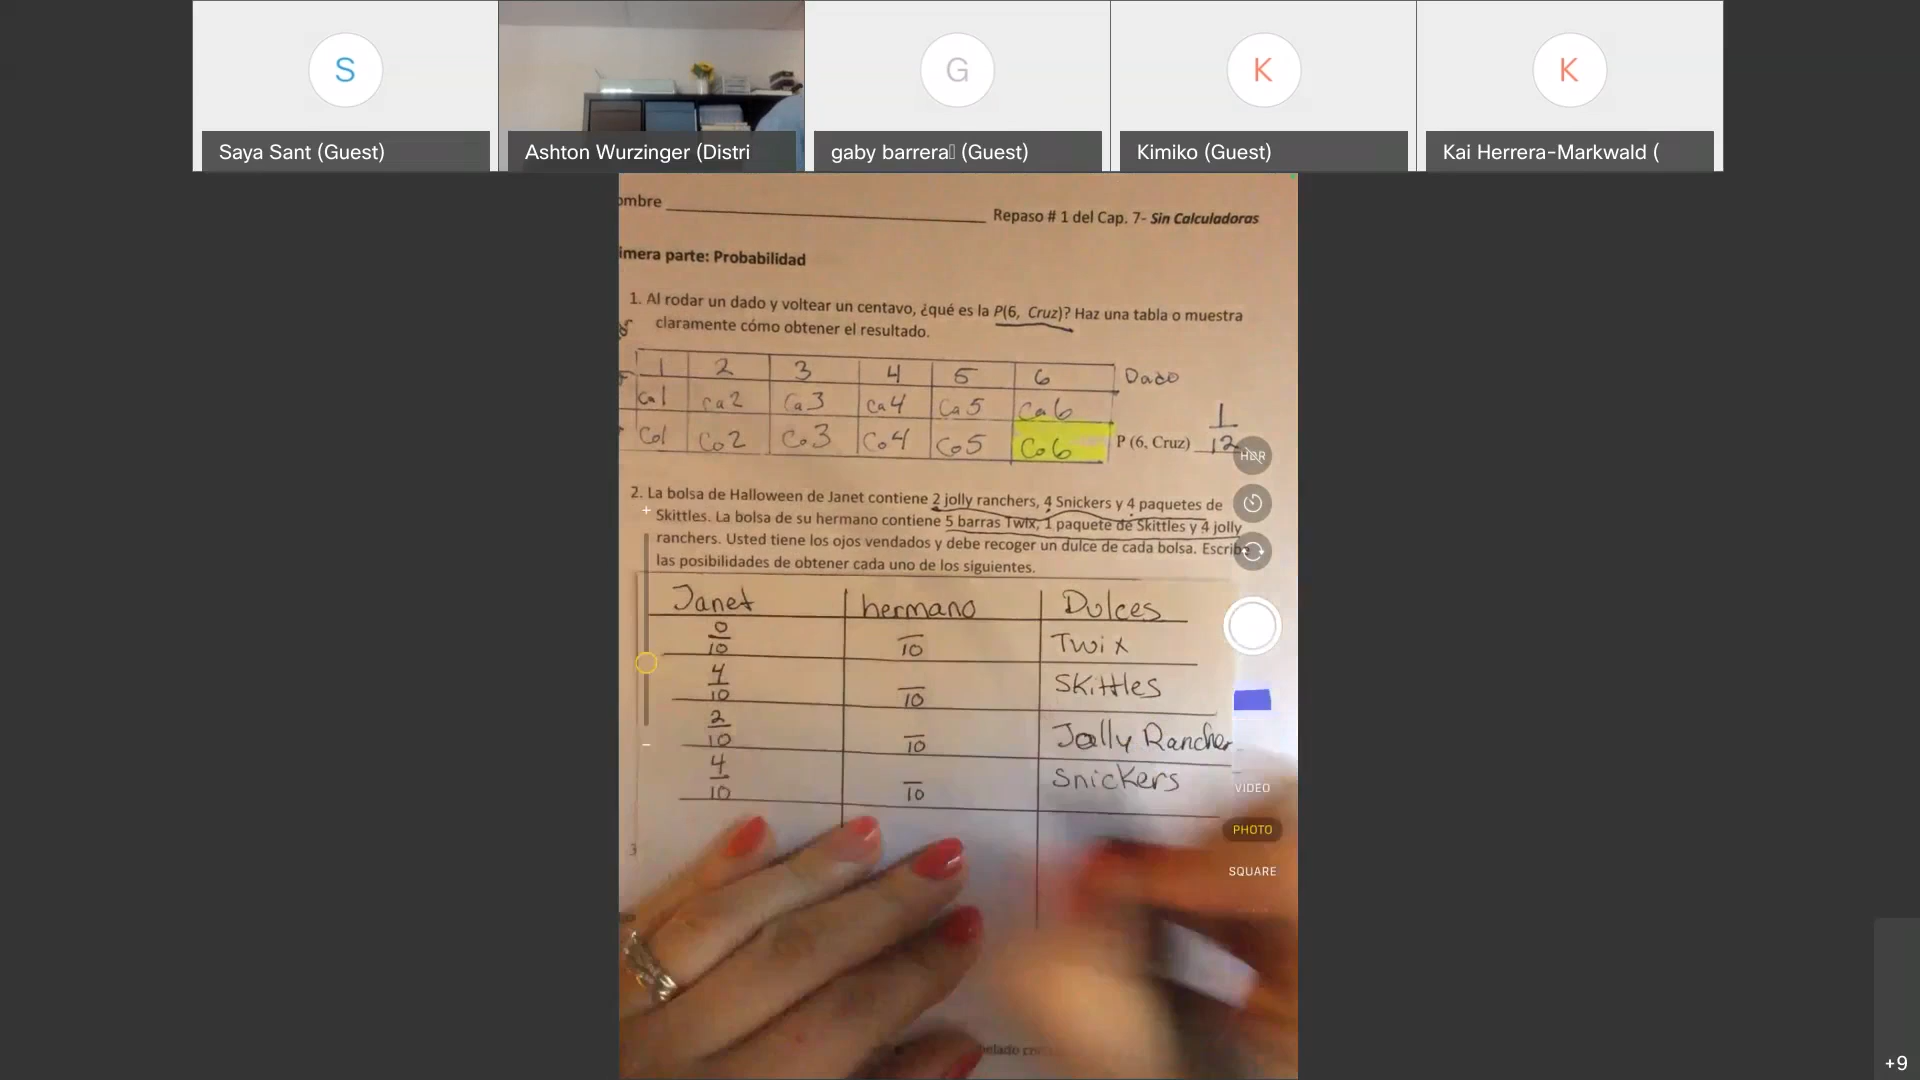 S
G
K
K
Saya Sant (Guest)
Ashton Wurzinger (Distri
gaby barrera (Guest)
Kimiko (Guest)
Kai Herrera-Markwald (
ombre
Repaso # 1 del Cap. 7- Sin Calculadoras
imera parte: Probabilidad
1. Al rodar un dado y voltear un centavo, ¿qué es la P(6, Cruz)? Haz una tabla o muestra
claramente cómo obtener el resultado.
1 2 3 4 5 6 Dado
Ca1 Ca2 Ca3 Ca4 Ca5 Ca6
Co1 Co2 Co3 Co4 Co5 Co6
P (6, Cruz) 1/12
HDR
2. La bolsa de Halloween de Janet contiene 2 jolly ranchers, 4 Snickers y 4 paquetes de
Skittles. La bolsa de su hermano contiene 5 barras Twix, 1 paquete de Skittles y 4 jolly
ranchers. Usted tiene los ojos vendados y debe recoger un dulce de cada bolsa. Escribe
las posibilidades de obtener cada uno de los siguientes.
Janet hermano Dulces
0/10 /10 Twix
4/10 /10 Skittles
2/10 /10 Jolly Rancher
4/10 /10 Snickers
VIDEO
PHOTO
SQUARE
3
+9